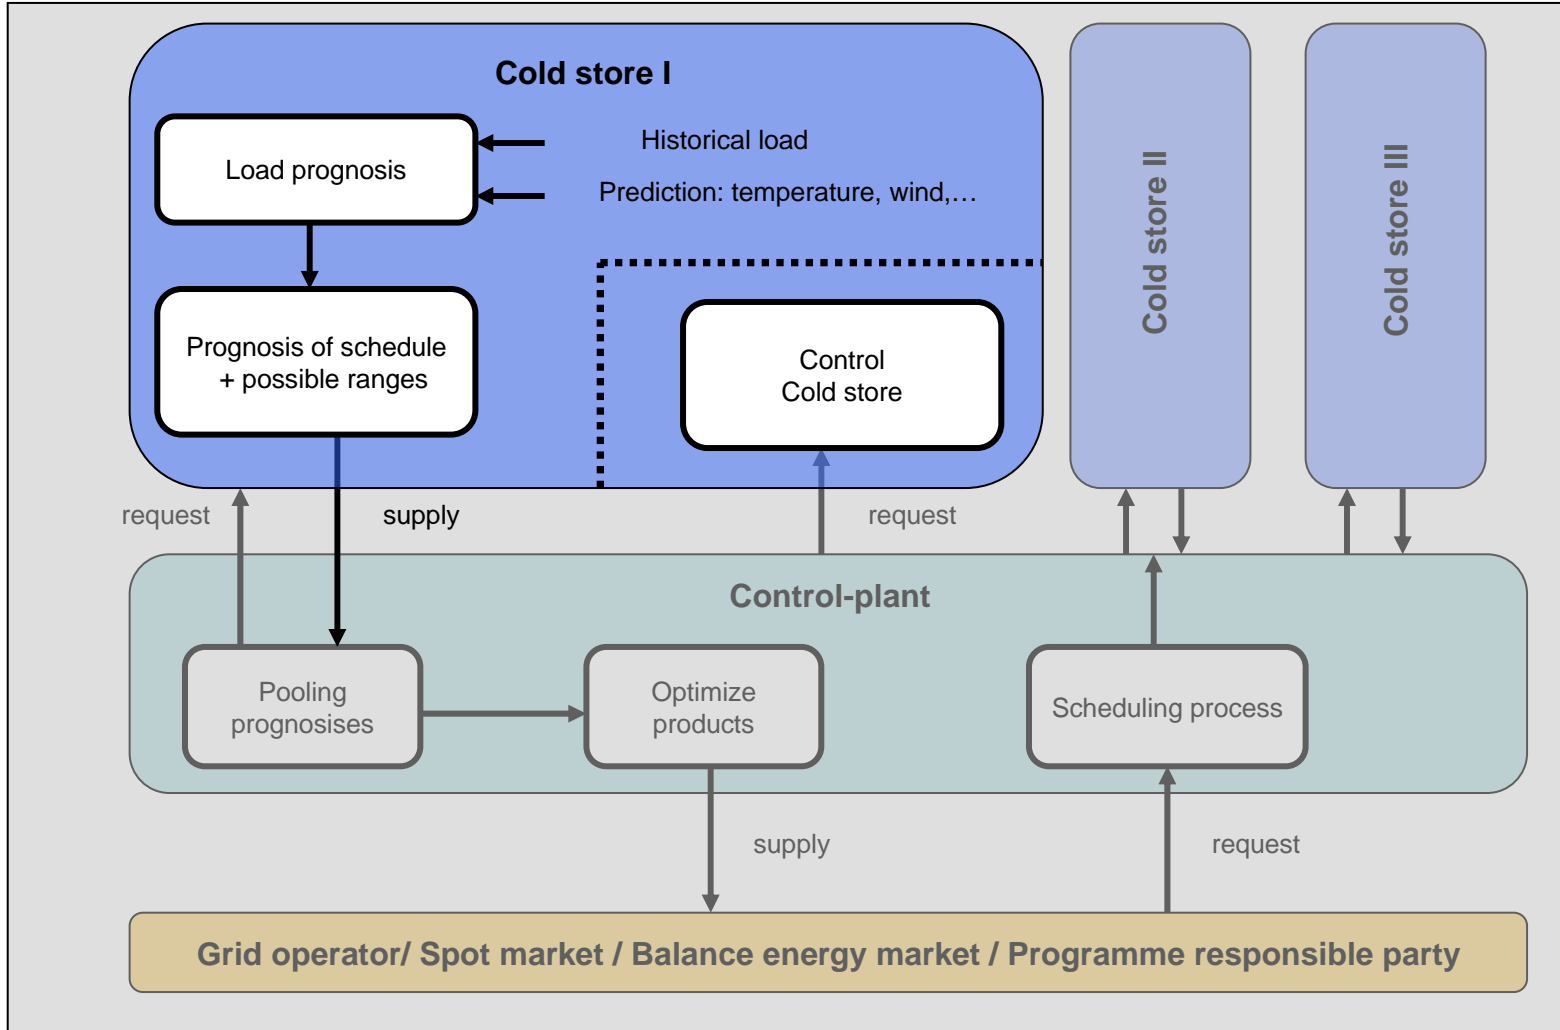 Cold store I
Load prognosis
Historical load
Prediction: temperature, wind,…
Prognosis of schedule
+ possible ranges
Control
Cold store
Cold store II
Cold store III
request
supply
request
Control-plant
Pooling
prognosises
Optimize
products
Scheduling process
supply
request
Grid operator/ Spot market / Balance energy market / Programme responsible party